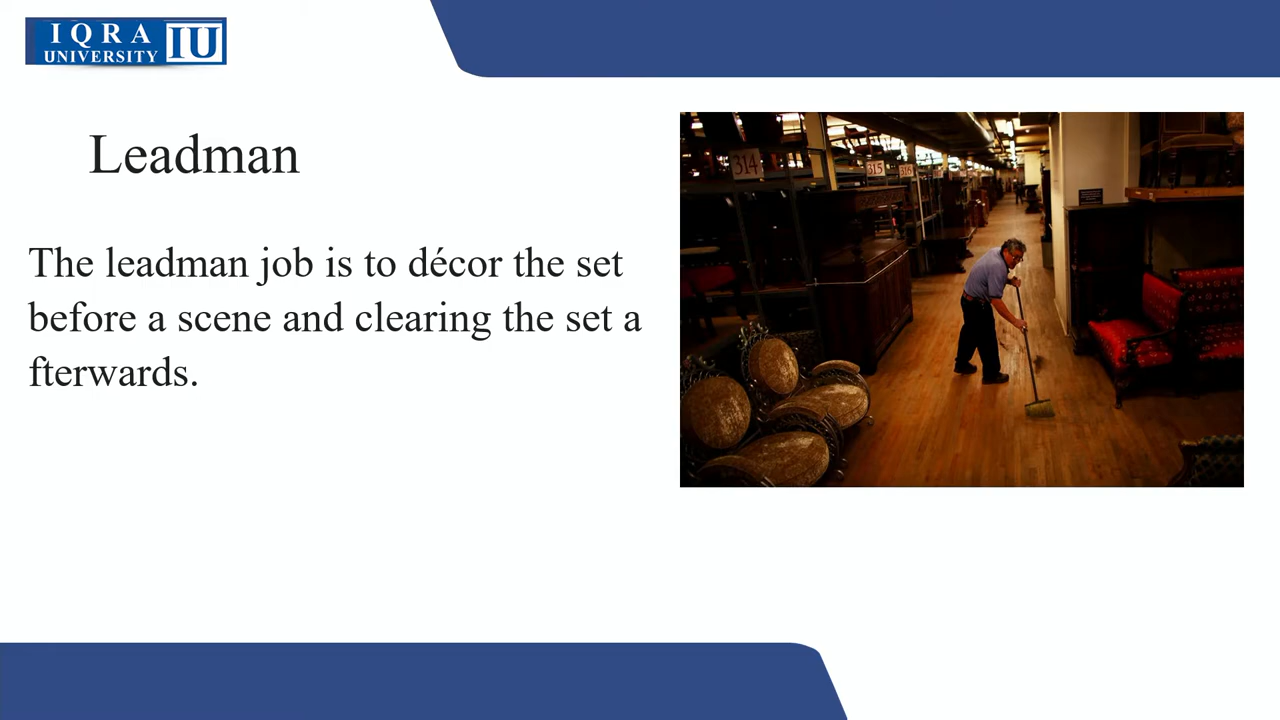 IQRA
UNIVERSITY IU
Leadman
The leadman job is to décor the set
before a scene and clearing the set a
fterwards.
314
315
316